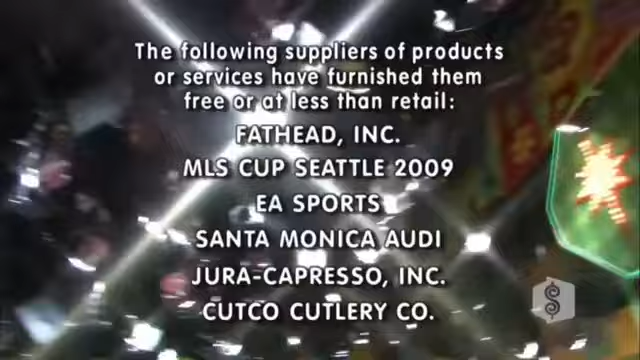 The following suppliers of products
or services have furnished them
free or at less than retail:
FATHEAD, INC.
MLS CUP SEATTLE 2009
EA SPORTS
SANTA MONICA AUDI
JURA-CAPRESSO, INC.
CUTCO CUTLERY CO.